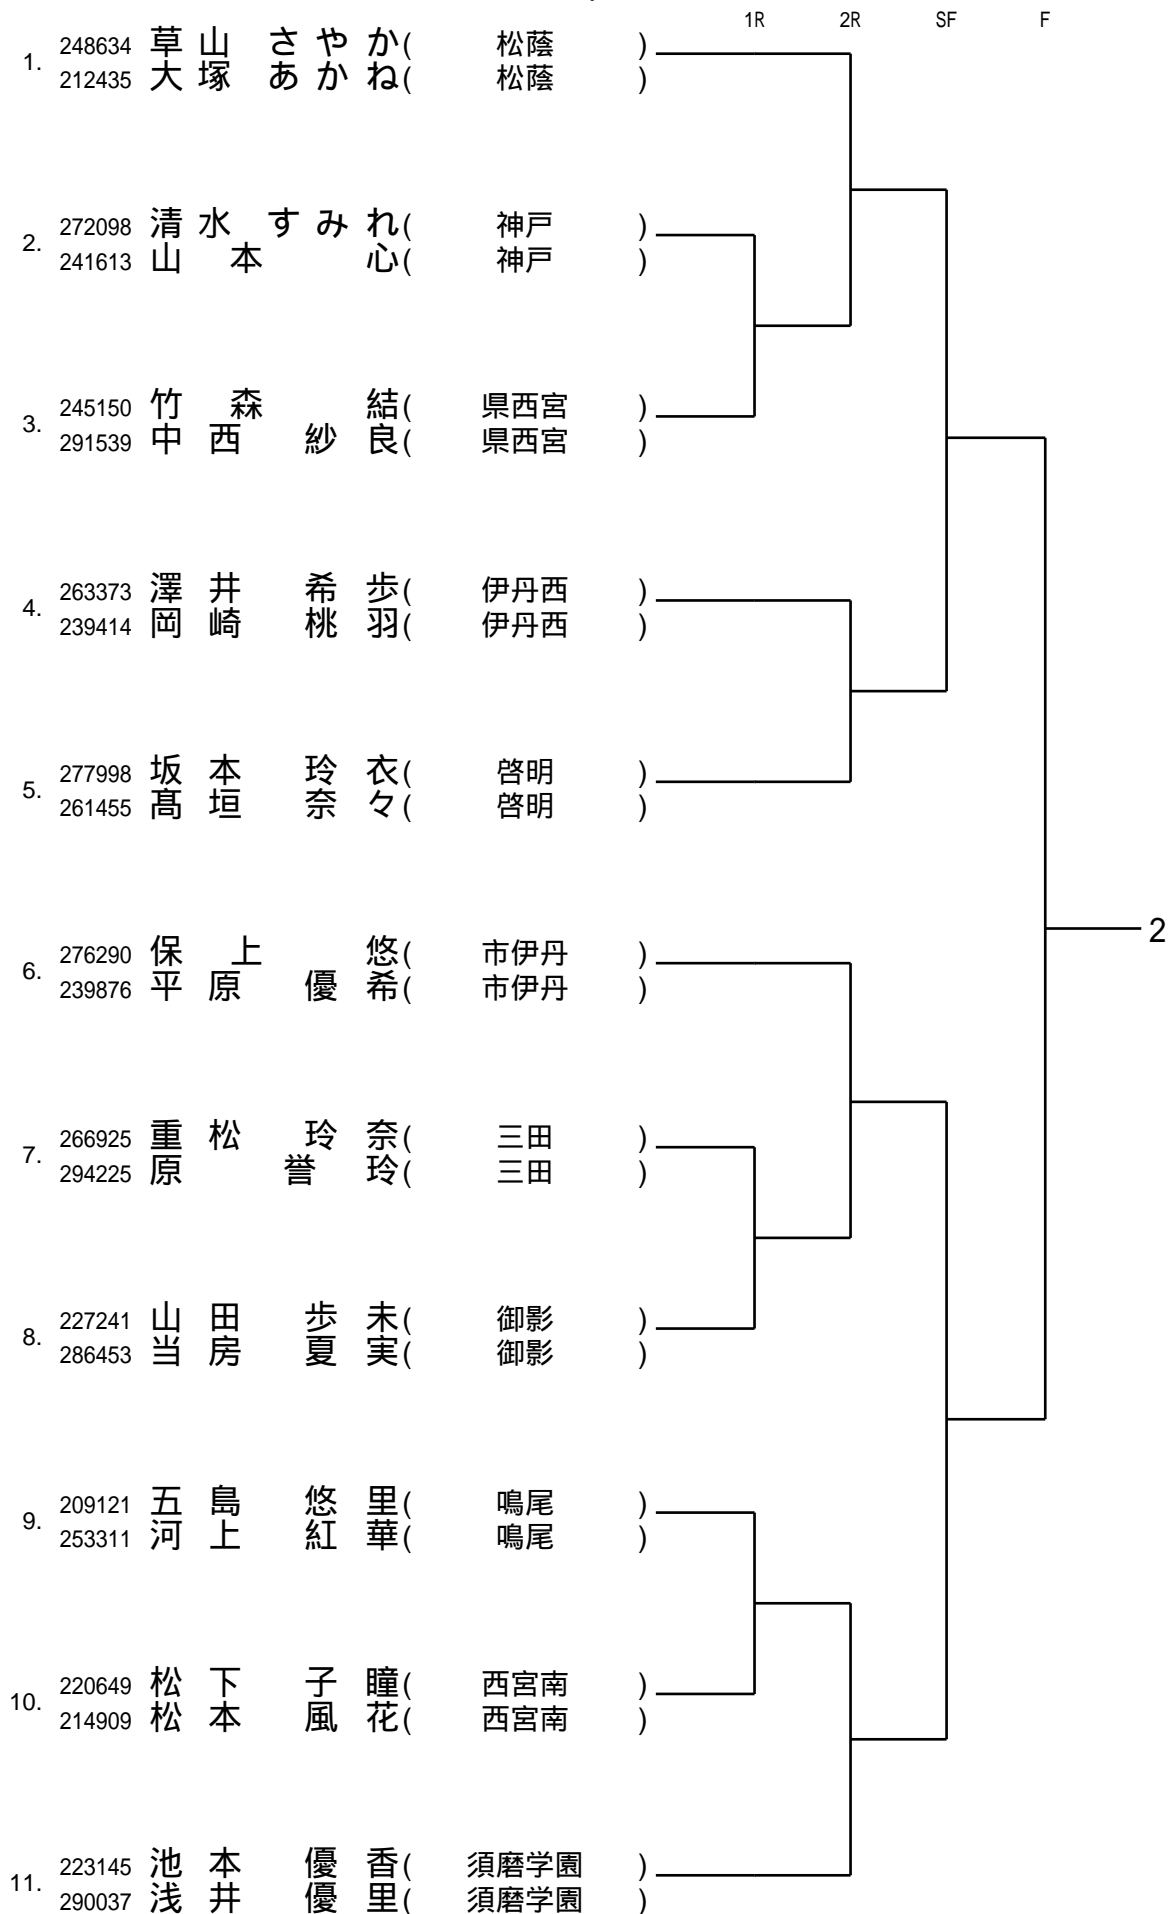 1R 2R SF F
1. 248634 草山 さやか( 松蔭 )
212435 大塚 あかね( 松蔭 )
2. 272098 清水 すみれ( 神戸 )
241613 山本 心( 神戸 )
3. 245150 竹森 結( 県西宮 )
291539 中西 紗良( 県西宮 )
4. 263373 澤井 希歩( 伊丹西 )
239414 岡崎 桃羽( 伊丹西 )
5. 277998 坂本 玲衣( 啓明 )
261455 髙垣 奈々( 啓明 )
2
6. 276290 保上 悠( 市伊丹 )
239876 平原 優希( 市伊丹 )
7. 266925 重松 玲奈( 三田 )
294225 原 誉玲( 三田 )
8. 227241 山田 歩未( 御影 )
286453 当房 夏実( 御影 )
9. 209121 五島 悠里( 鳴尾 )
253311 河上 紅華( 鳴尾 )
10. 220649 松下 子瞳( 西宮南 )
214909 松本 風花( 西宮南 )
11. 223145 池本 優香( 須磨学園 )
290037 浅井 優里( 須磨学園 )